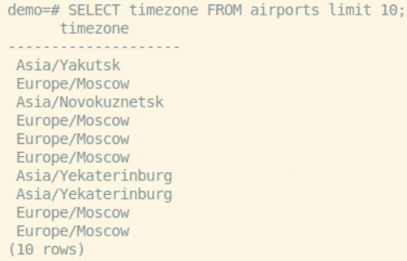 demo=# SELECT timezone FROM airports limit 10;
timezone
--------------------
Asia/Yakutsk
Europe/Moscow
Asia/Novokuznetsk
Europe/Moscow
Europe/Moscow
Europe/Moscow
Asia/Yekaterinburg
Asia/Yekaterinburg
Europe/Moscow
Europe/Moscow
(10 rows)